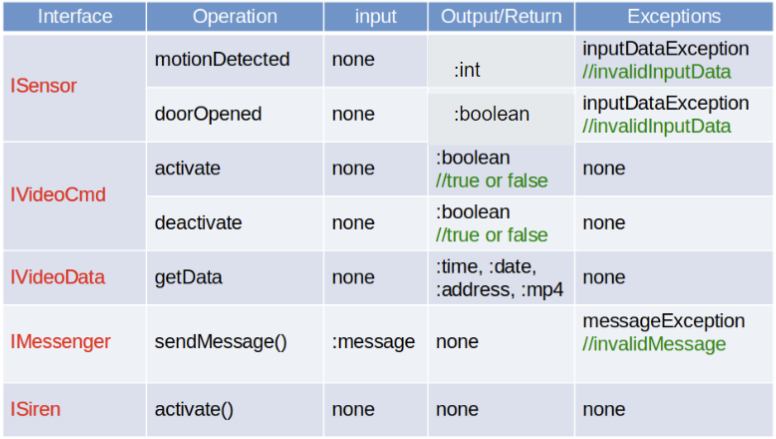 Interface Operation input Output/Return Exceptions
ISensor
motionDetected none :int inputDataException
//invalidInputData
doorOpened none :boolean inputDataException
//invalidInputData
IVideoCmd
activate none :boolean none
//true or false
deactivate none :boolean none
//true or false
IVideoData getData none :time, :date, none
:address, :mp4
IMessenger sendMessage() :message none messageException
//invalidMessage
ISiren activate() none none none